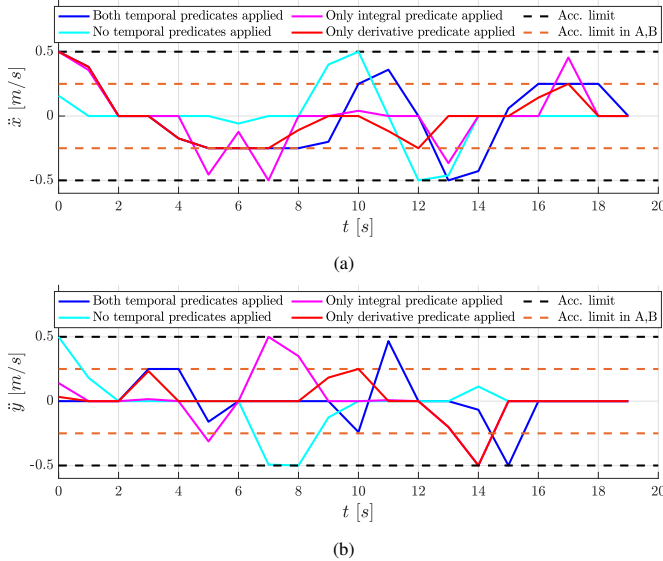 Both temporal predicates applied Only integral predicate applied Acc. limit
No temporal predicates applied Only derivative predicate applied Acc. limit in A,B
0.5
0
-0.5
ẍ [m/s]
0 2 4 6 8 10 12 14 16 18 20
t [s]
(a)
Both temporal predicates applied Only integral predicate applied Acc. limit
No temporal predicates applied Only derivative predicate applied Acc. limit in A,B
0.5
0
-0.5
ÿ [m/s]
0 2 4 6 8 10 12 14 16 18 20
t [s]
(b)